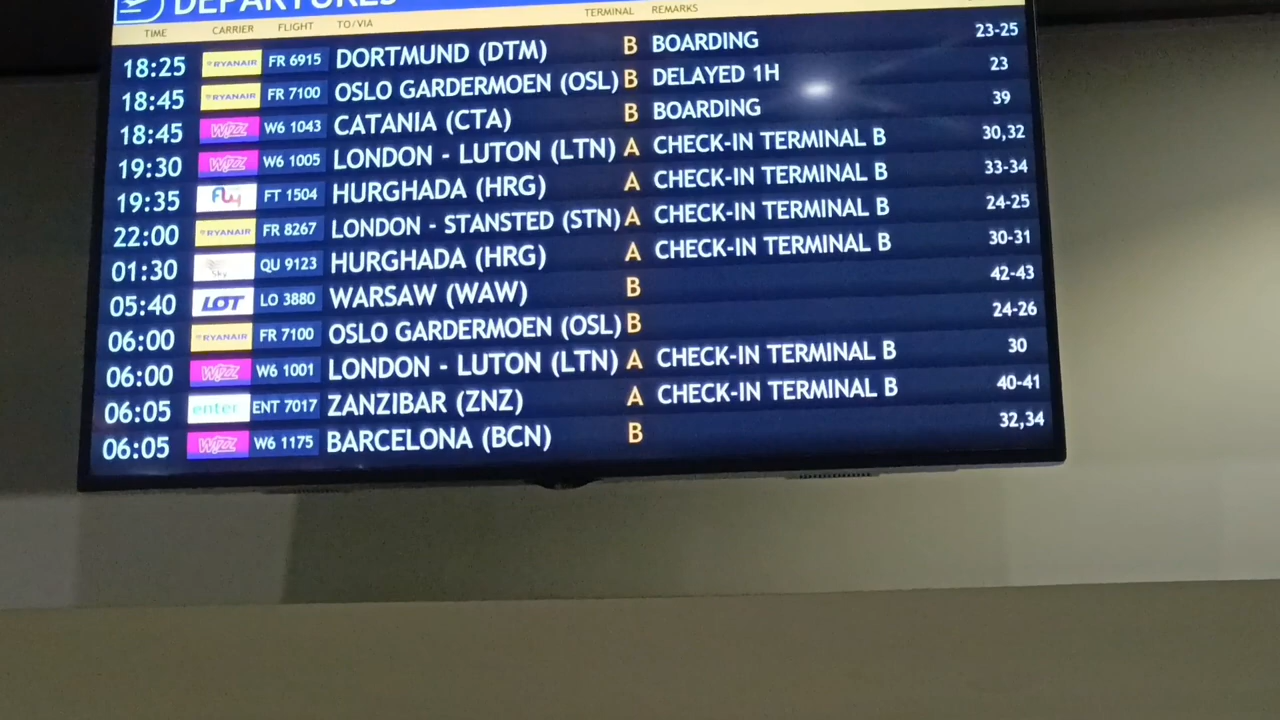 DEPARTURES
TIME CARRIER FLIGHT TO/VIA TERMINAL REMARKS
18:25 RYANAIR FR 6915 DORTMUND (DTM) B BOARDING 23-25
18:45 RYANAIR FR 7100 OSLO GARDERMOEN (OSL) B DELAYED 1H 23
18:45 Wizz W6 1043 CATANIA (CTA) B BOARDING 39
19:30 Wizz W6 1005 LONDON - LUTON (LTN) A CHECK-IN TERMINAL B 30,32
19:35 Fly FT 1504 HURGHADA (HRG) A CHECK-IN TERMINAL B 33-34
22:00 RYANAIR FR 8267 LONDON - STANSTED (STN) A CHECK-IN TERMINAL B 24-25
01:30 Sky QU 9123 HURGHADA (HRG) A CHECK-IN TERMINAL B 30-31
05:40 LOT LO 3880 WARSAW (WAW) B 42-43
06:00 RYANAIR FR 7100 OSLO GARDERMOEN (OSL) B 24-26
06:00 Wizz W6 1001 LONDON - LUTON (LTN) A CHECK-IN TERMINAL B 30
06:05 enter ENT 7017 ZANZIBAR (ZNZ) A CHECK-IN TERMINAL B 40-41
06:05 Wizz W6 1175 BARCELONA (BCN) B 32,34